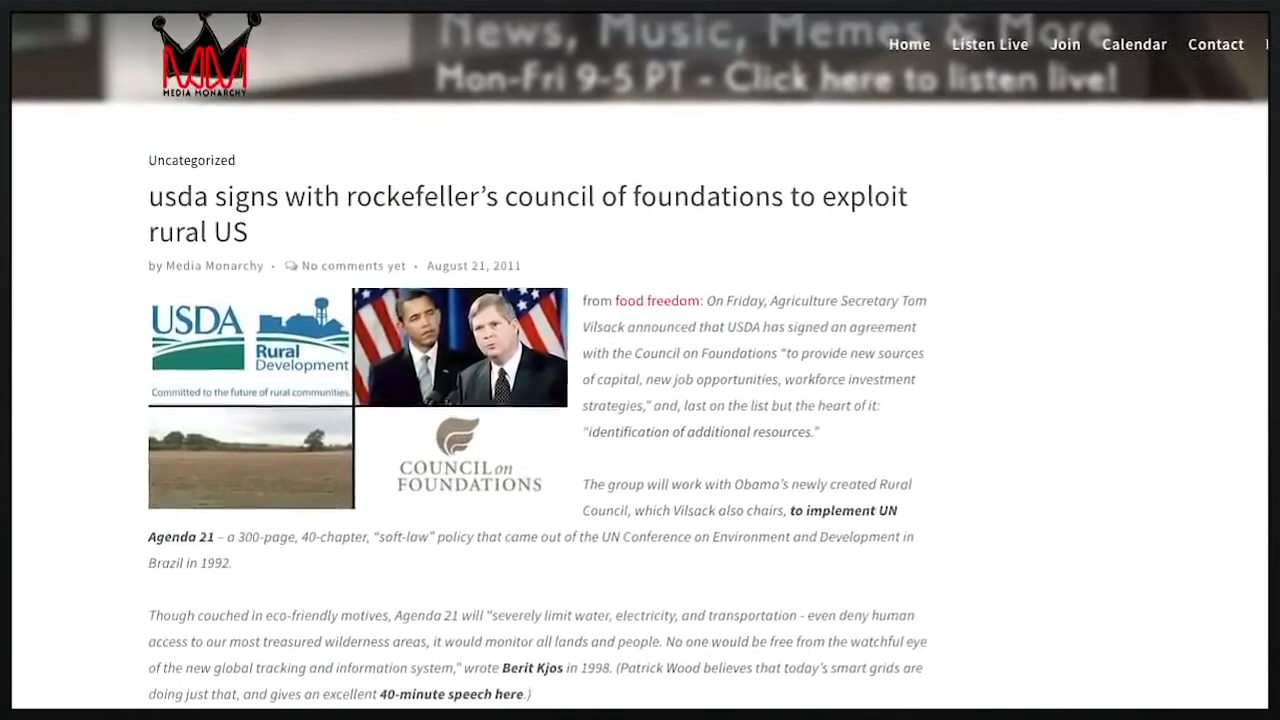 News, Music, Memes & More
Home Listen Live Join Calendar Contact
Mon-Fri 9-5 PT - Click here to listen live!
MEDIA MONARCHY
Uncategorized
usda signs with rockefeller’s council of foundations to exploit
rural US
by Media Monarchy • No comments yet • August 21, 2011
USDA
Rural
Development
Committed to the future of rural communities.
COUNCIL on
FOUNDATIONS
from food freedom: On Friday, Agriculture Secretary Tom
Vilsack announced that USDA has signed an agreement
with the Council on Foundations “to provide new sources
of capital, new job opportunities, workforce investment
strategies,” and, last on the list but the heart of it:
“identification of additional resources.”
The group will work with Obama’s newly created Rural
Council, which Vilsack also chairs, to implement UN
Agenda 21 – a 300-page, 40-chapter, “soft-law” policy that came out of the UN Conference on Environment and Development in
Brazil in 1992.
Though couched in eco-friendly motives, Agenda 21 will “severely limit water, electricity, and transportation - even deny human
access to our most treasured wilderness areas, it would monitor all lands and people. No one would be free from the watchful eye
of the new global tracking and information system,” wrote Berit Kjos in 1998. (Patrick Wood believes that today’s smart grids are
doing just that, and gives an excellent 40-minute speech here.)